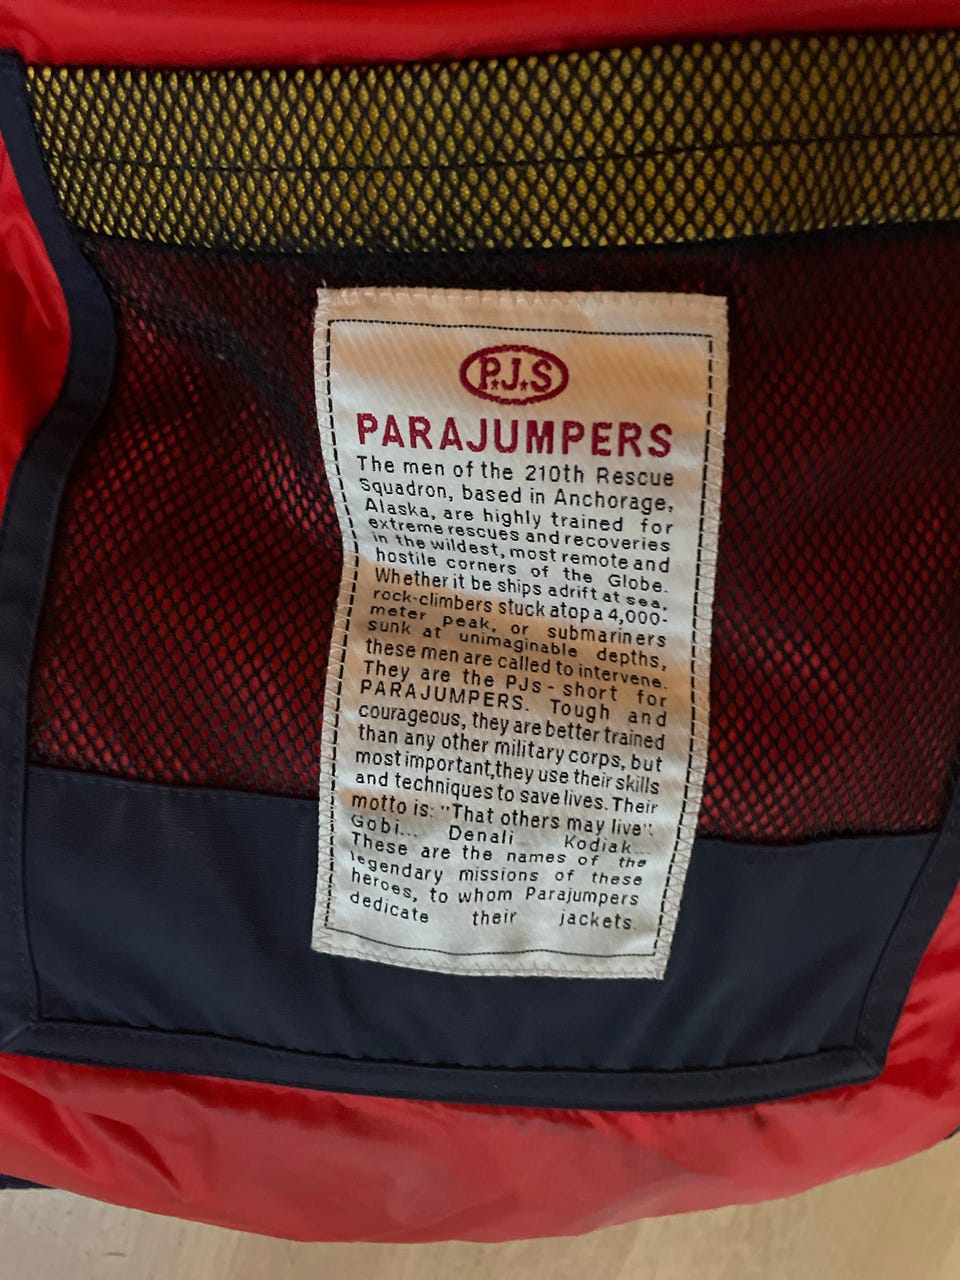 P.J.S
PARAJUMPERS
The men of the 210th Rescue
Squadron, based in Anchorage,
Alaska, are highly trained for
extreme rescues and recoveries
in the wildest, most remote and
hostile corners of the Globe.
Whether it be ships adrift at sea,
rock-climbers stuck atop a 4,000-
meter peak, or submariners
sunk at unimaginable depths,
these men are called to intervene.
They are the PJs - short for
PARAJUMPERS. Tough and
courageous, they are better trained
than any other military corps, but
most important,they use their skills
and techniques to save lives. Their
motto is: "That others may live".
Gobi... Denali... Kodiak...
These are the names of the
legendary missions of these
heroes, to whom Parajumpers
dedicate their jackets.